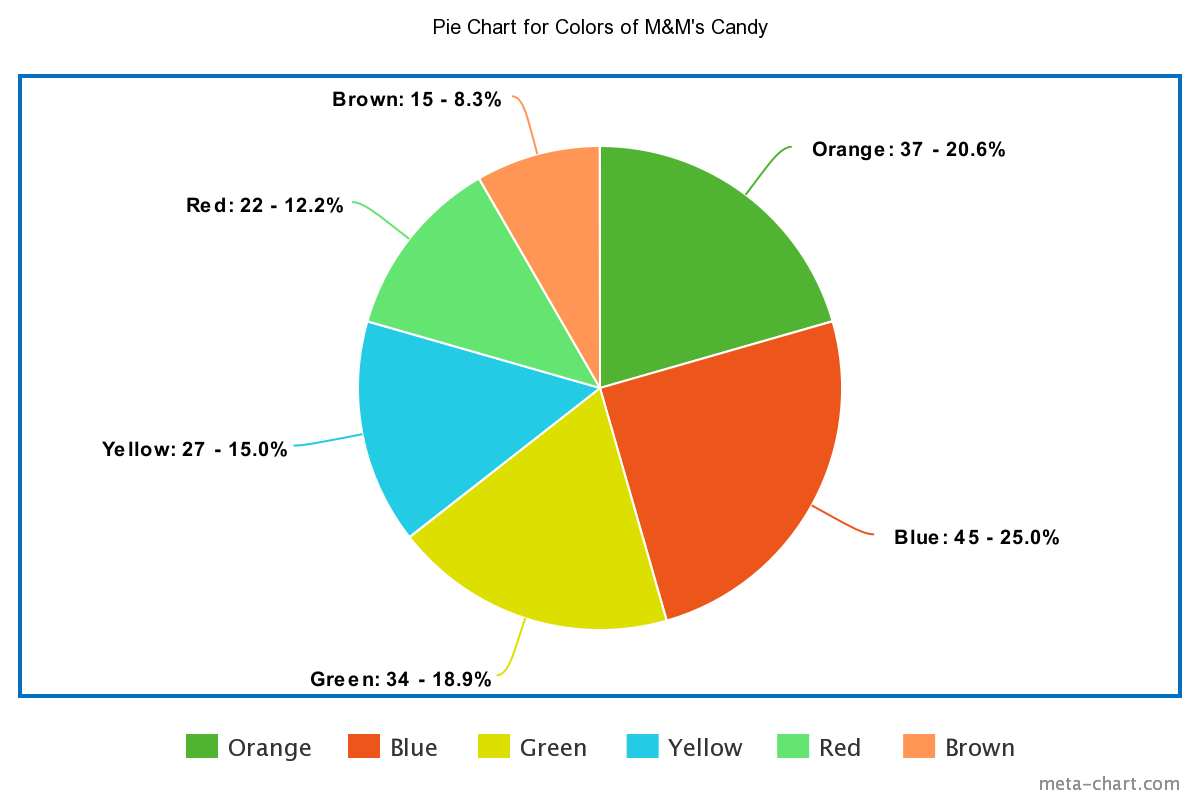 Pie Chart for Colors of M&M's Candy
Brown: 15 - 8.3%
Orange: 37 - 20.6%
Red: 22 - 12.2%
Yellow: 27 - 15.0%
Blue: 45 - 25.0%
Green: 34 - 18.9%
Orange Blue Green Yellow Red Brown
meta-chart.com